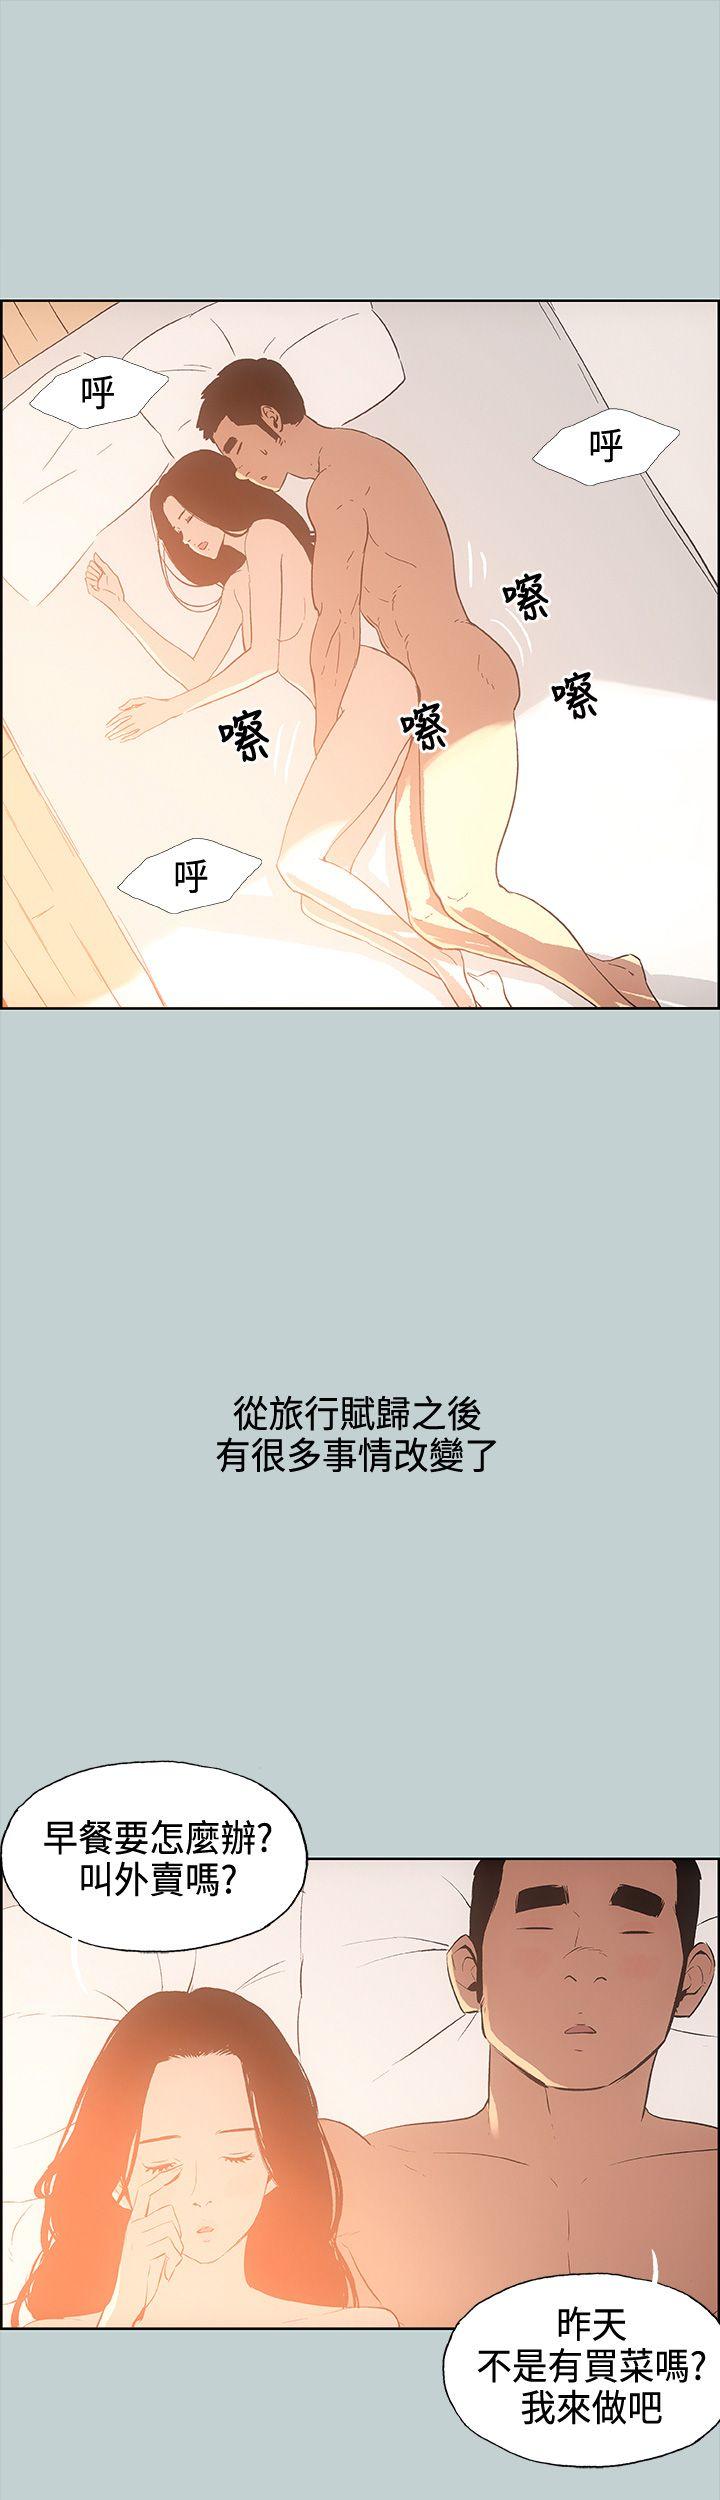 呼
呼
嚓
嚓
嚓
嚓
呼
從旅行賦歸之後
有很多事情改變了
早餐要怎麼辦?
叫外賣嗎?
昨天
不是有買菜嗎?
我來做吧